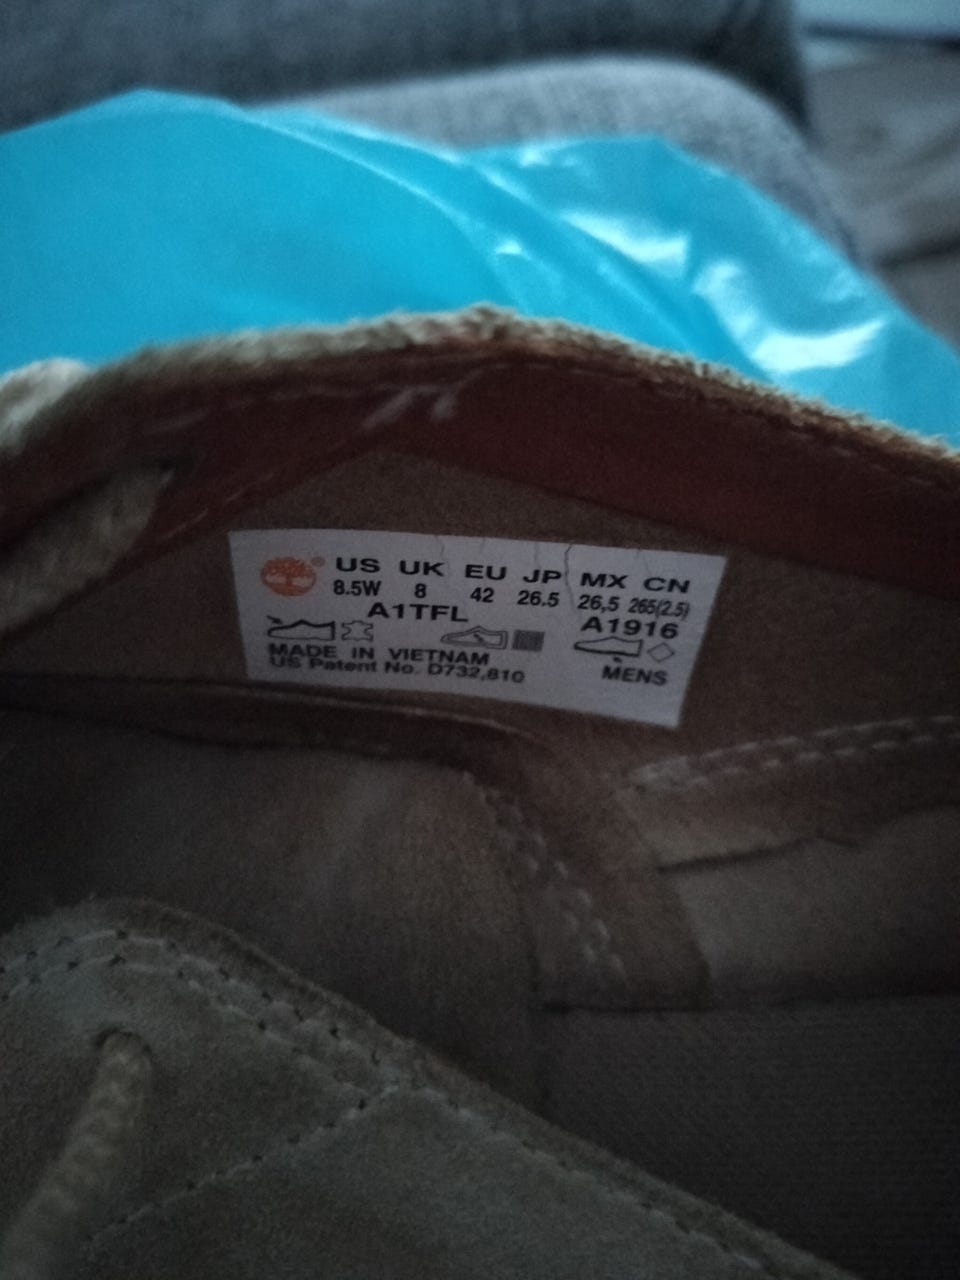 US UK EU JP MX CN
8.5W 8 42 26.5 26,5 265(2.5)
A1TFL A1916
MADE IN VIETNAM
US Patent No. D732,810 MENS